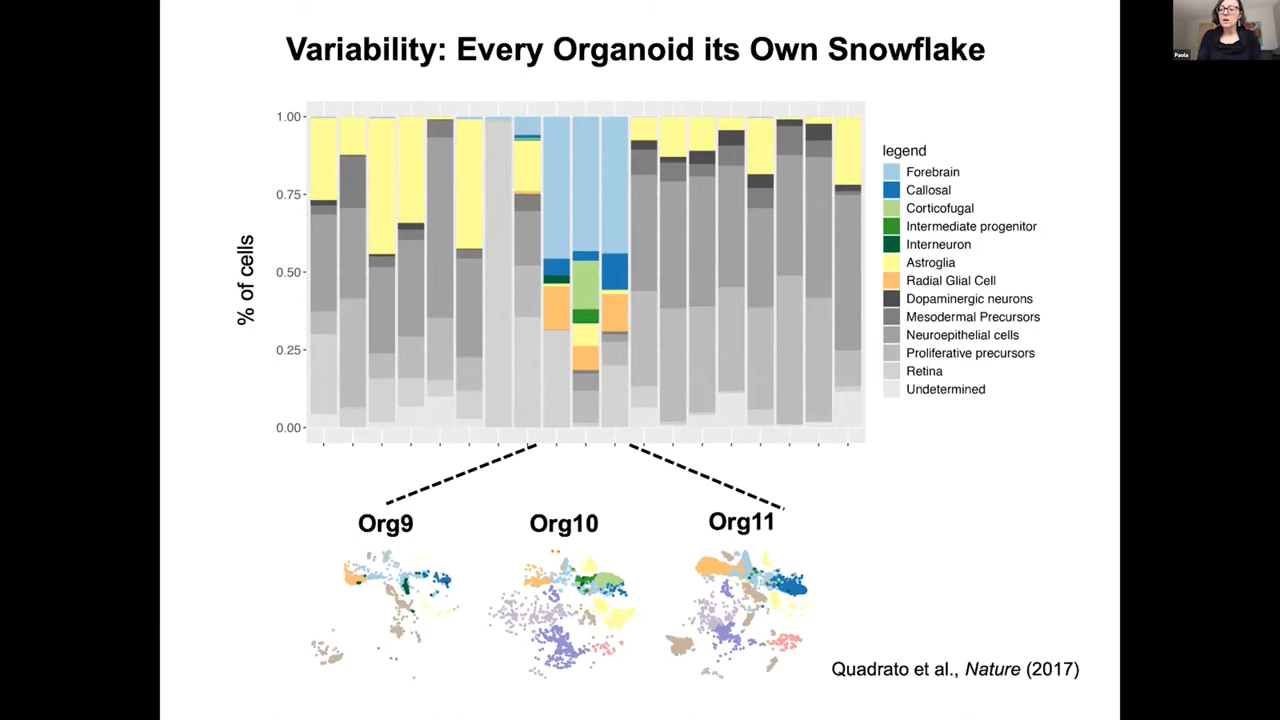 Variability: Every Organoid its Own Snowflake
Paola
% of cells
1.00
0.75
0.50
0.25
0.00
legend
Forebrain
Callosal
Corticofugal
Intermediate progenitor
Interneuron
Astroglia
Radial Glial Cell
Dopaminergic neurons
Mesodermal Precursors
Neuroepithelial cells
Proliferative precursors
Retina
Undetermined
Org9
Org10
Org11
Quadrato et al., Nature (2017)